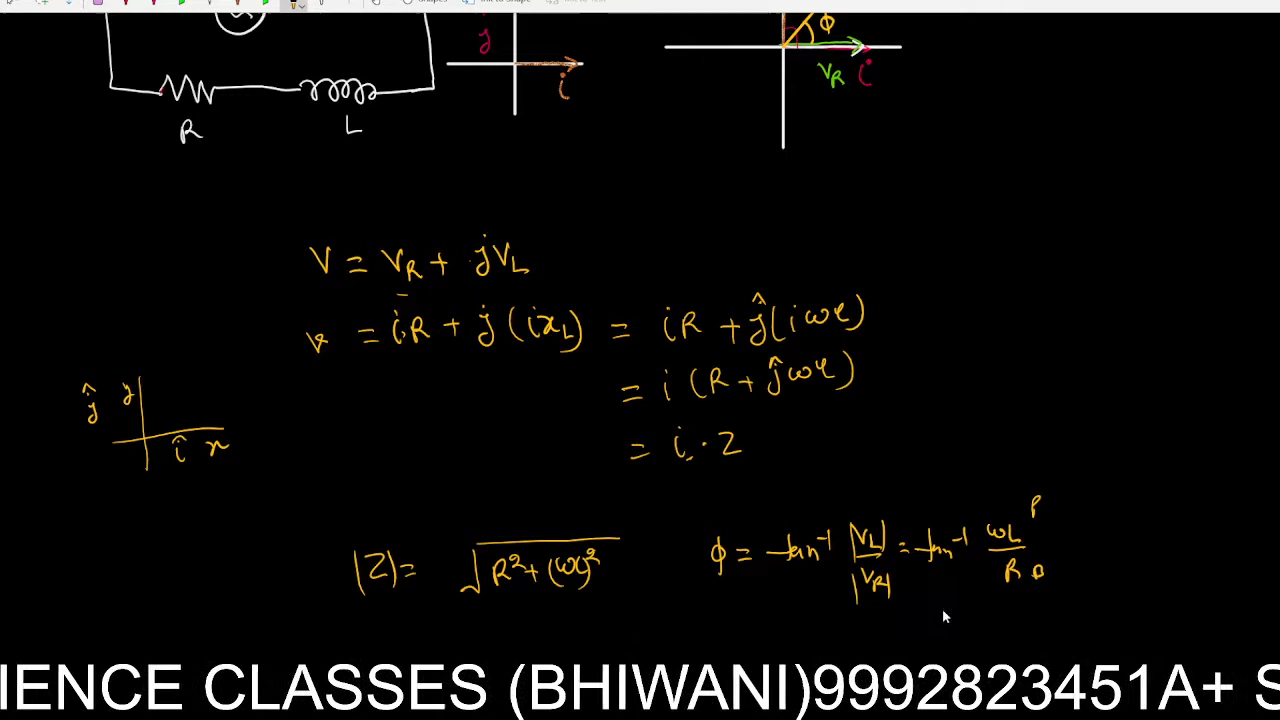 R
L
j
i
φ
V_R i
V = V_R + jV_L
v = iR + j(ix_L) = iR + ĵ(iωL)
= i(R + ĵωL)
= i · Z
ĵ y
î x
|Z| = √R² + (ωL)²
φ = tan⁻¹ |V_L| / |V_R| = tan⁻¹ ωL / R
P
B
IENCE CLASSES (BHIWANI)9992823451A+ S